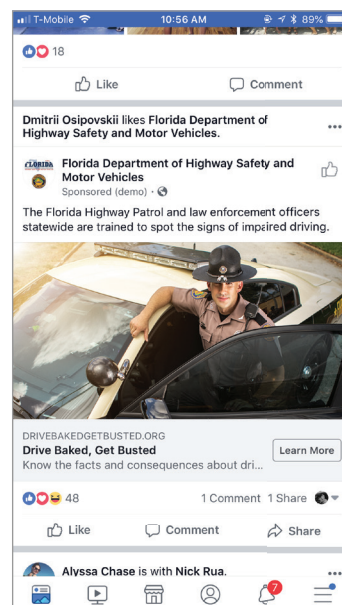 T-Mobile 10:56 AM 89%
18
Like Comment
Dmitrii Osipovskii likes Florida Department of
Highway Safety and Motor Vehicles.
FLORIDA
Florida Department of Highway Safety and
Motor Vehicles
Sponsored (demo) ·
The Florida Highway Patrol and law enforcement officers
statewide are trained to spot the signs of impaired driving.
DRIVEBAKEDGETBUSTED.ORG
Drive Baked, Get Busted
Know the facts and consequences about dri...
Learn More
48 1 Comment 1 Share
Like Comment Share
Alyssa Chase is with Nick Rua.
7